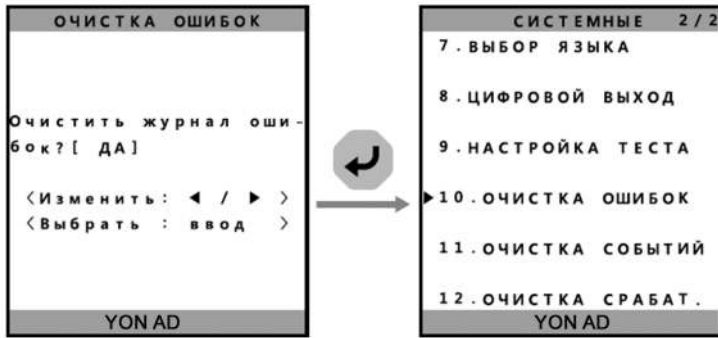 ОЧИСТКА ОШИБОК
Очистить журнал оши-
бок?[ ДА]
<Изменить: ◀ / ▶ >
<Выбрать : ввод >
YON AD
СИСТЕМНЫЕ 2/2
7.ВЫБОР ЯЗЫКА
8.ЦИФРОВОЙ ВЫХОД
9.НАСТРОЙКА ТЕСТА
▶10.ОЧИСТКА ОШИБОК
11.ОЧИСТКА СОБЫТИЙ
12.ОЧИСТКА СРАБАТ.
YON AD